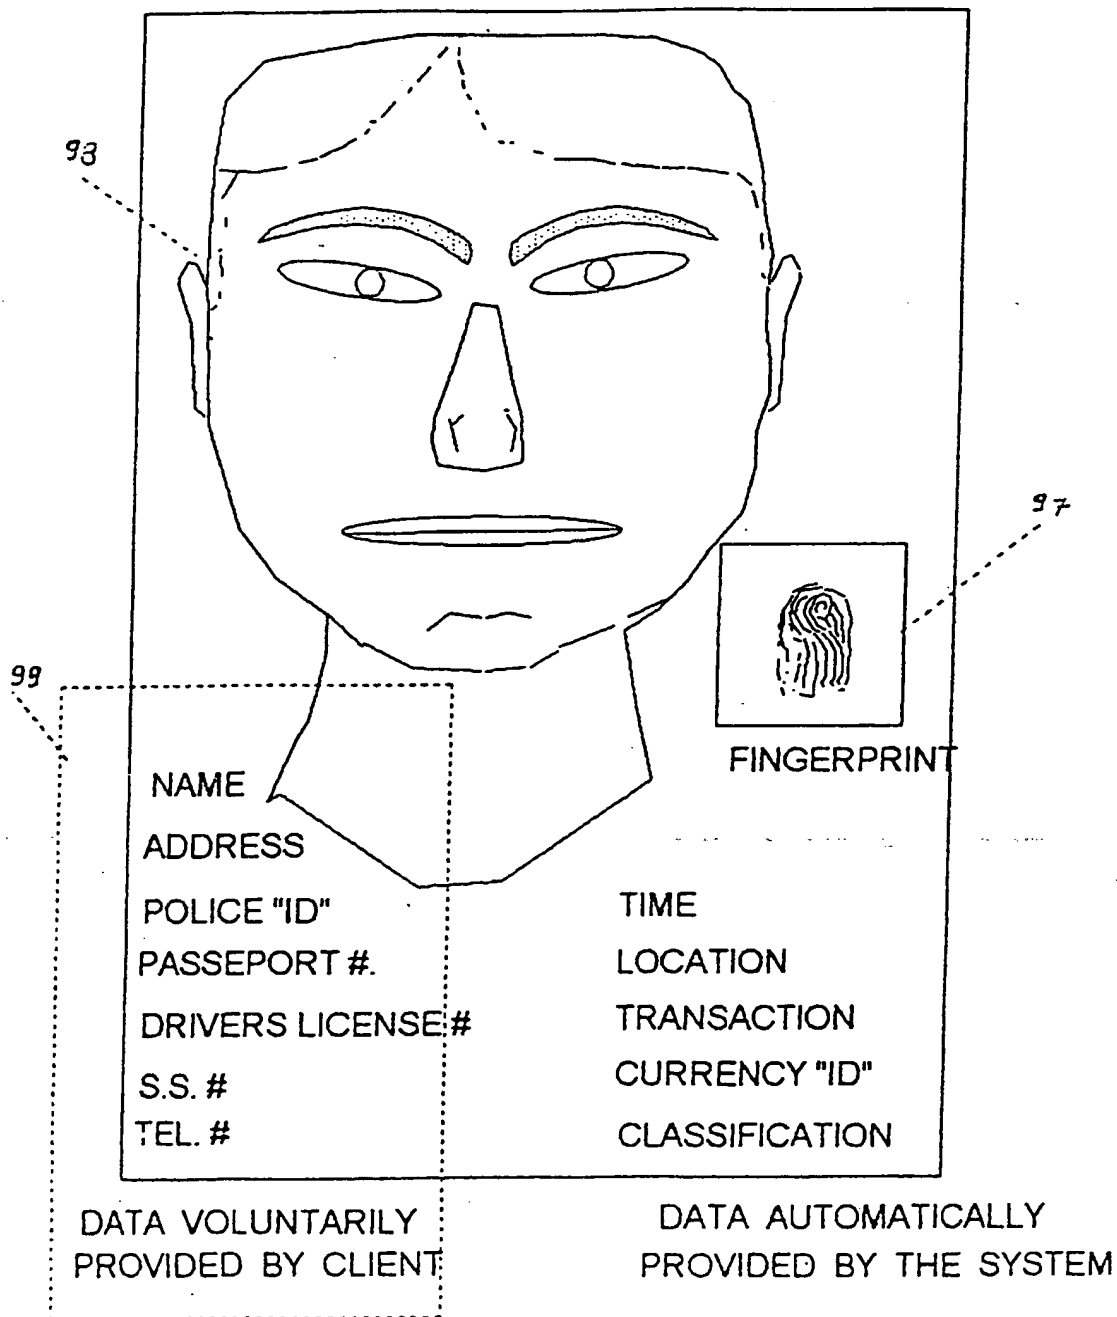 93
97
99
FINGERPRINT
NAME
ADDRESS
POLICE "ID"
PASSEPORT #.
DRIVERS LICENSE #
S.S. #
TEL. #
TIME
LOCATION
TRANSACTION
CURRENCY "ID"
CLASSIFICATION
DATA VOLUNTARILY
PROVIDED BY CLIENT
DATA AUTOMATICALLY
PROVIDED BY THE SYSTEM